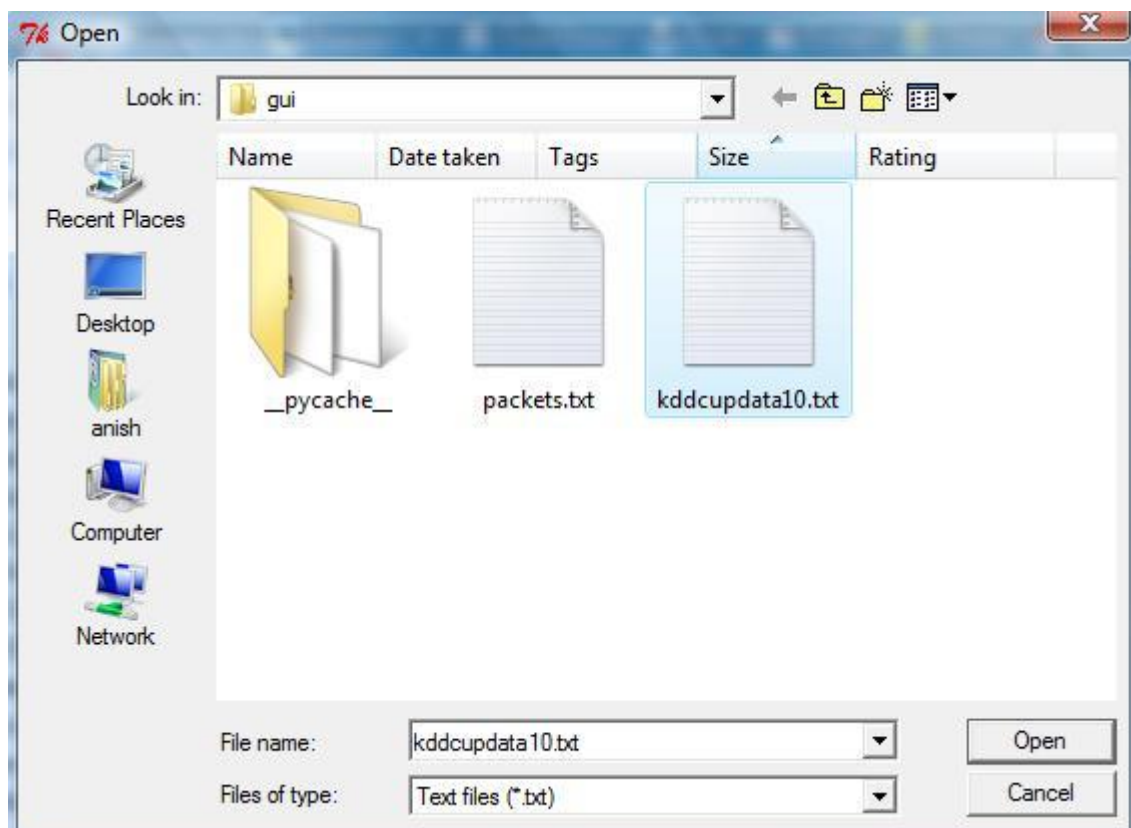 Open
Look in: gui
Name Date taken Tags Size Rating
Recent Places
Desktop
anish
Computer
Network
__pycache__ packets.txt kddcupdata10.txt
File name: kddcupdata10.txt Open
Files of type: Text files (*.txt) Cancel